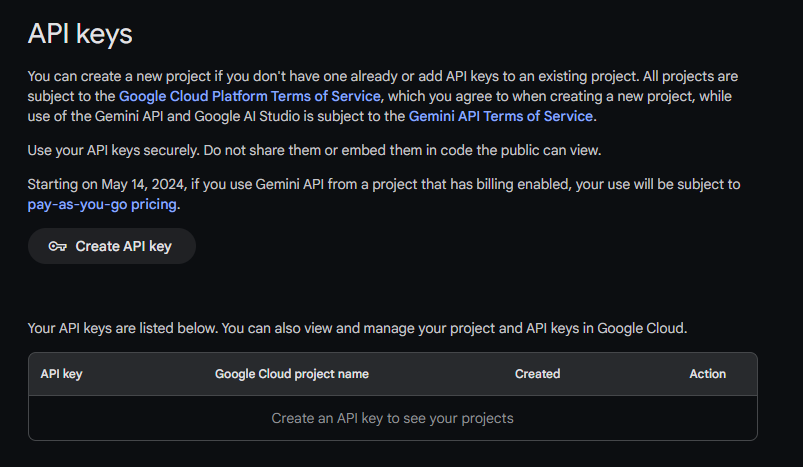 API keys
You can create a new project if you don't have one already or add API keys to an existing project. All projects are
subject to the Google Cloud Platform Terms of Service, which you agree to when creating a new project, while
use of the Gemini API and Google AI Studio is subject to the Gemini API Terms of Service.
Use your API keys securely. Do not share them or embed them in code the public can view.
Starting on May 14, 2024, if you use Gemini API from a project that has billing enabled, your use will be subject to
pay-as-you-go pricing.
Create API key
Your API keys are listed below. You can also view and manage your project and API keys in Google Cloud.
API key Google Cloud project name Created Action
Create an API key to see your projects